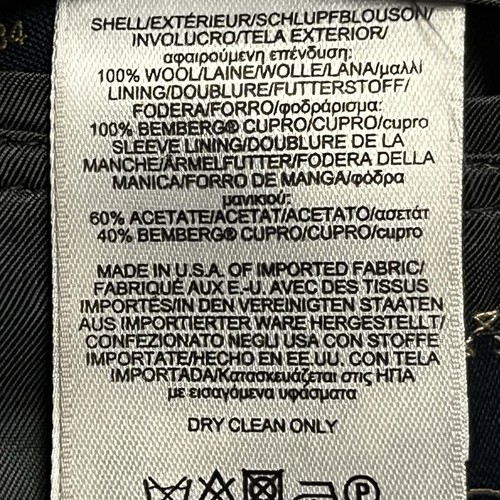 34
SHELL/EXTÉRIEUR/SCHLUPFBLOUSON/
INVOLUCRO/TELA EXTERIOR/
αφαιρούμενη επένδυση:
100% WOOL/LAINE/WOLLE/LANA/μαλλί
LINING/DOUBLURE/FUTTERSTOFF/
FODERA/FORRO/φοδράρισμα:
100% BEMBERG® CUPRO/CUPRO/cupro
SLEEVE LINING/DOUBLURE DE LA
MANCHE/ÄRMELFUTTER/FODERA DELLA
MANICA/FORRO DE MANGA/φόδρα
μανικιού:
60% ACETATE/ACETAT/ACETATO/ασετάτ
40% BEMBERG® CUPRO/CUPRO/cupro
MADE IN U.S.A. OF IMPORTED FABRIC/
FABRIQUÉ AUX E.-U. AVEC DES TISSUS
IMPORTÉS/IN DEN VEREINIGTEN STAATEN
AUS IMPORTIERTER WARE HERGESTELLT/
CONFEZIONATO NEGLI USA CON STOFFE
IMPORTATE/HECHO EN EE.UU. CON TELA
IMPORTADA/Κατασκευάζεται στις ΗΠΑ
με εισαγόμενα υφάσματα
DRY CLEAN ONLY
P